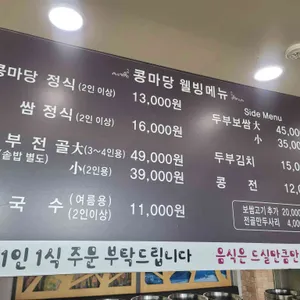 콩마당 웰빙메뉴
콩마당 정식 (2인 이상) 13,000원
쌈 정식 (2인 이상) 16,000원
부 전 골 大 (3~4인용) 49,000원
솥밥 별도) 小 (2인용) 39,000원
국 수 (여름용) (2인이상) 11,000원
Side Menu
두부보쌈 大 45,00
小 35,00
두부김치 15,0
콩 전 12,0
보쌈고기 추가 20,00
전골만두사리 4,00
1인 1식 주문 부탁드립니다
음식은 드실만큼만